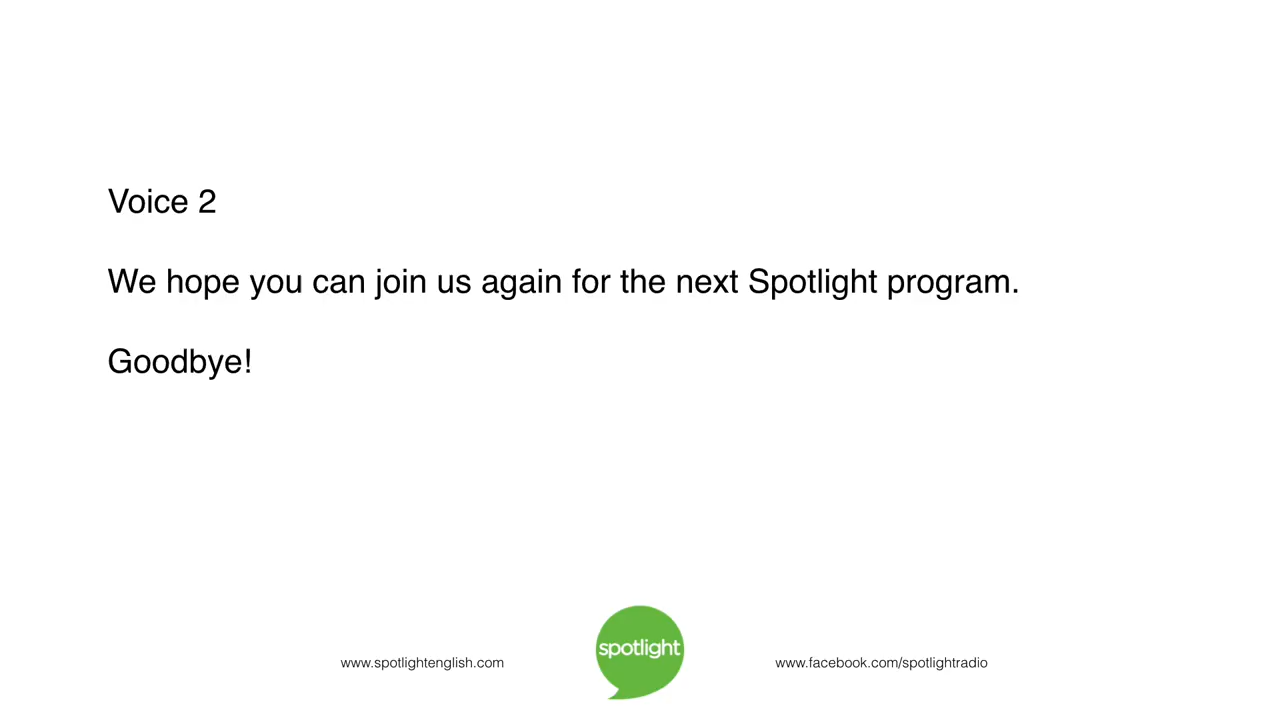 Voice 2
We hope you can join us again for the next Spotlight program.
Goodbye!
spotlight
www.spotlightenglish.com
www.facebook.com/spotlightradio